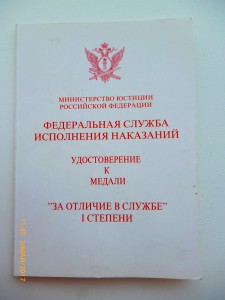 МИНИСТЕРСТВО ЮСТИЦИИ
РОССИЙСКОЙ ФЕДЕРАЦИИ
ФЕДЕРАЛЬНАЯ СЛУЖБА
ИСПОЛНЕНИЯ НАКАЗАНИЙ
УДОСТОВЕРЕНИЕ
К
МЕДАЛИ
"ЗА ОТЛИЧИЕ В СЛУЖБЕ"
I СТЕПЕНИ